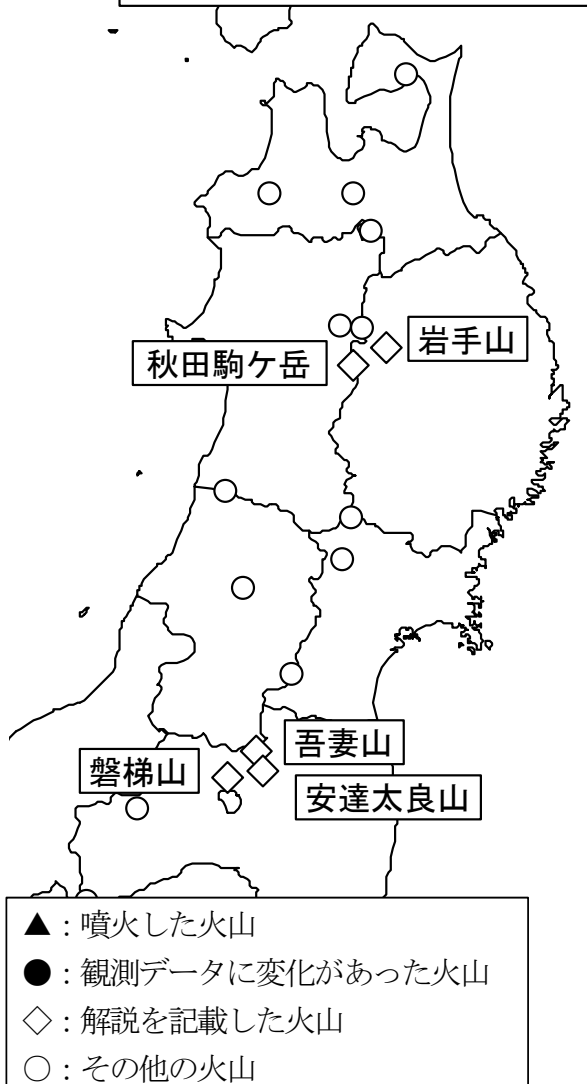 岩手山
秋田駒ケ岳
吾妻山
磐梯山
安達太良山
▲：噴火した火山
●：観測データに変化があった火山
◇：解説を記載した火山
○：その他の火山